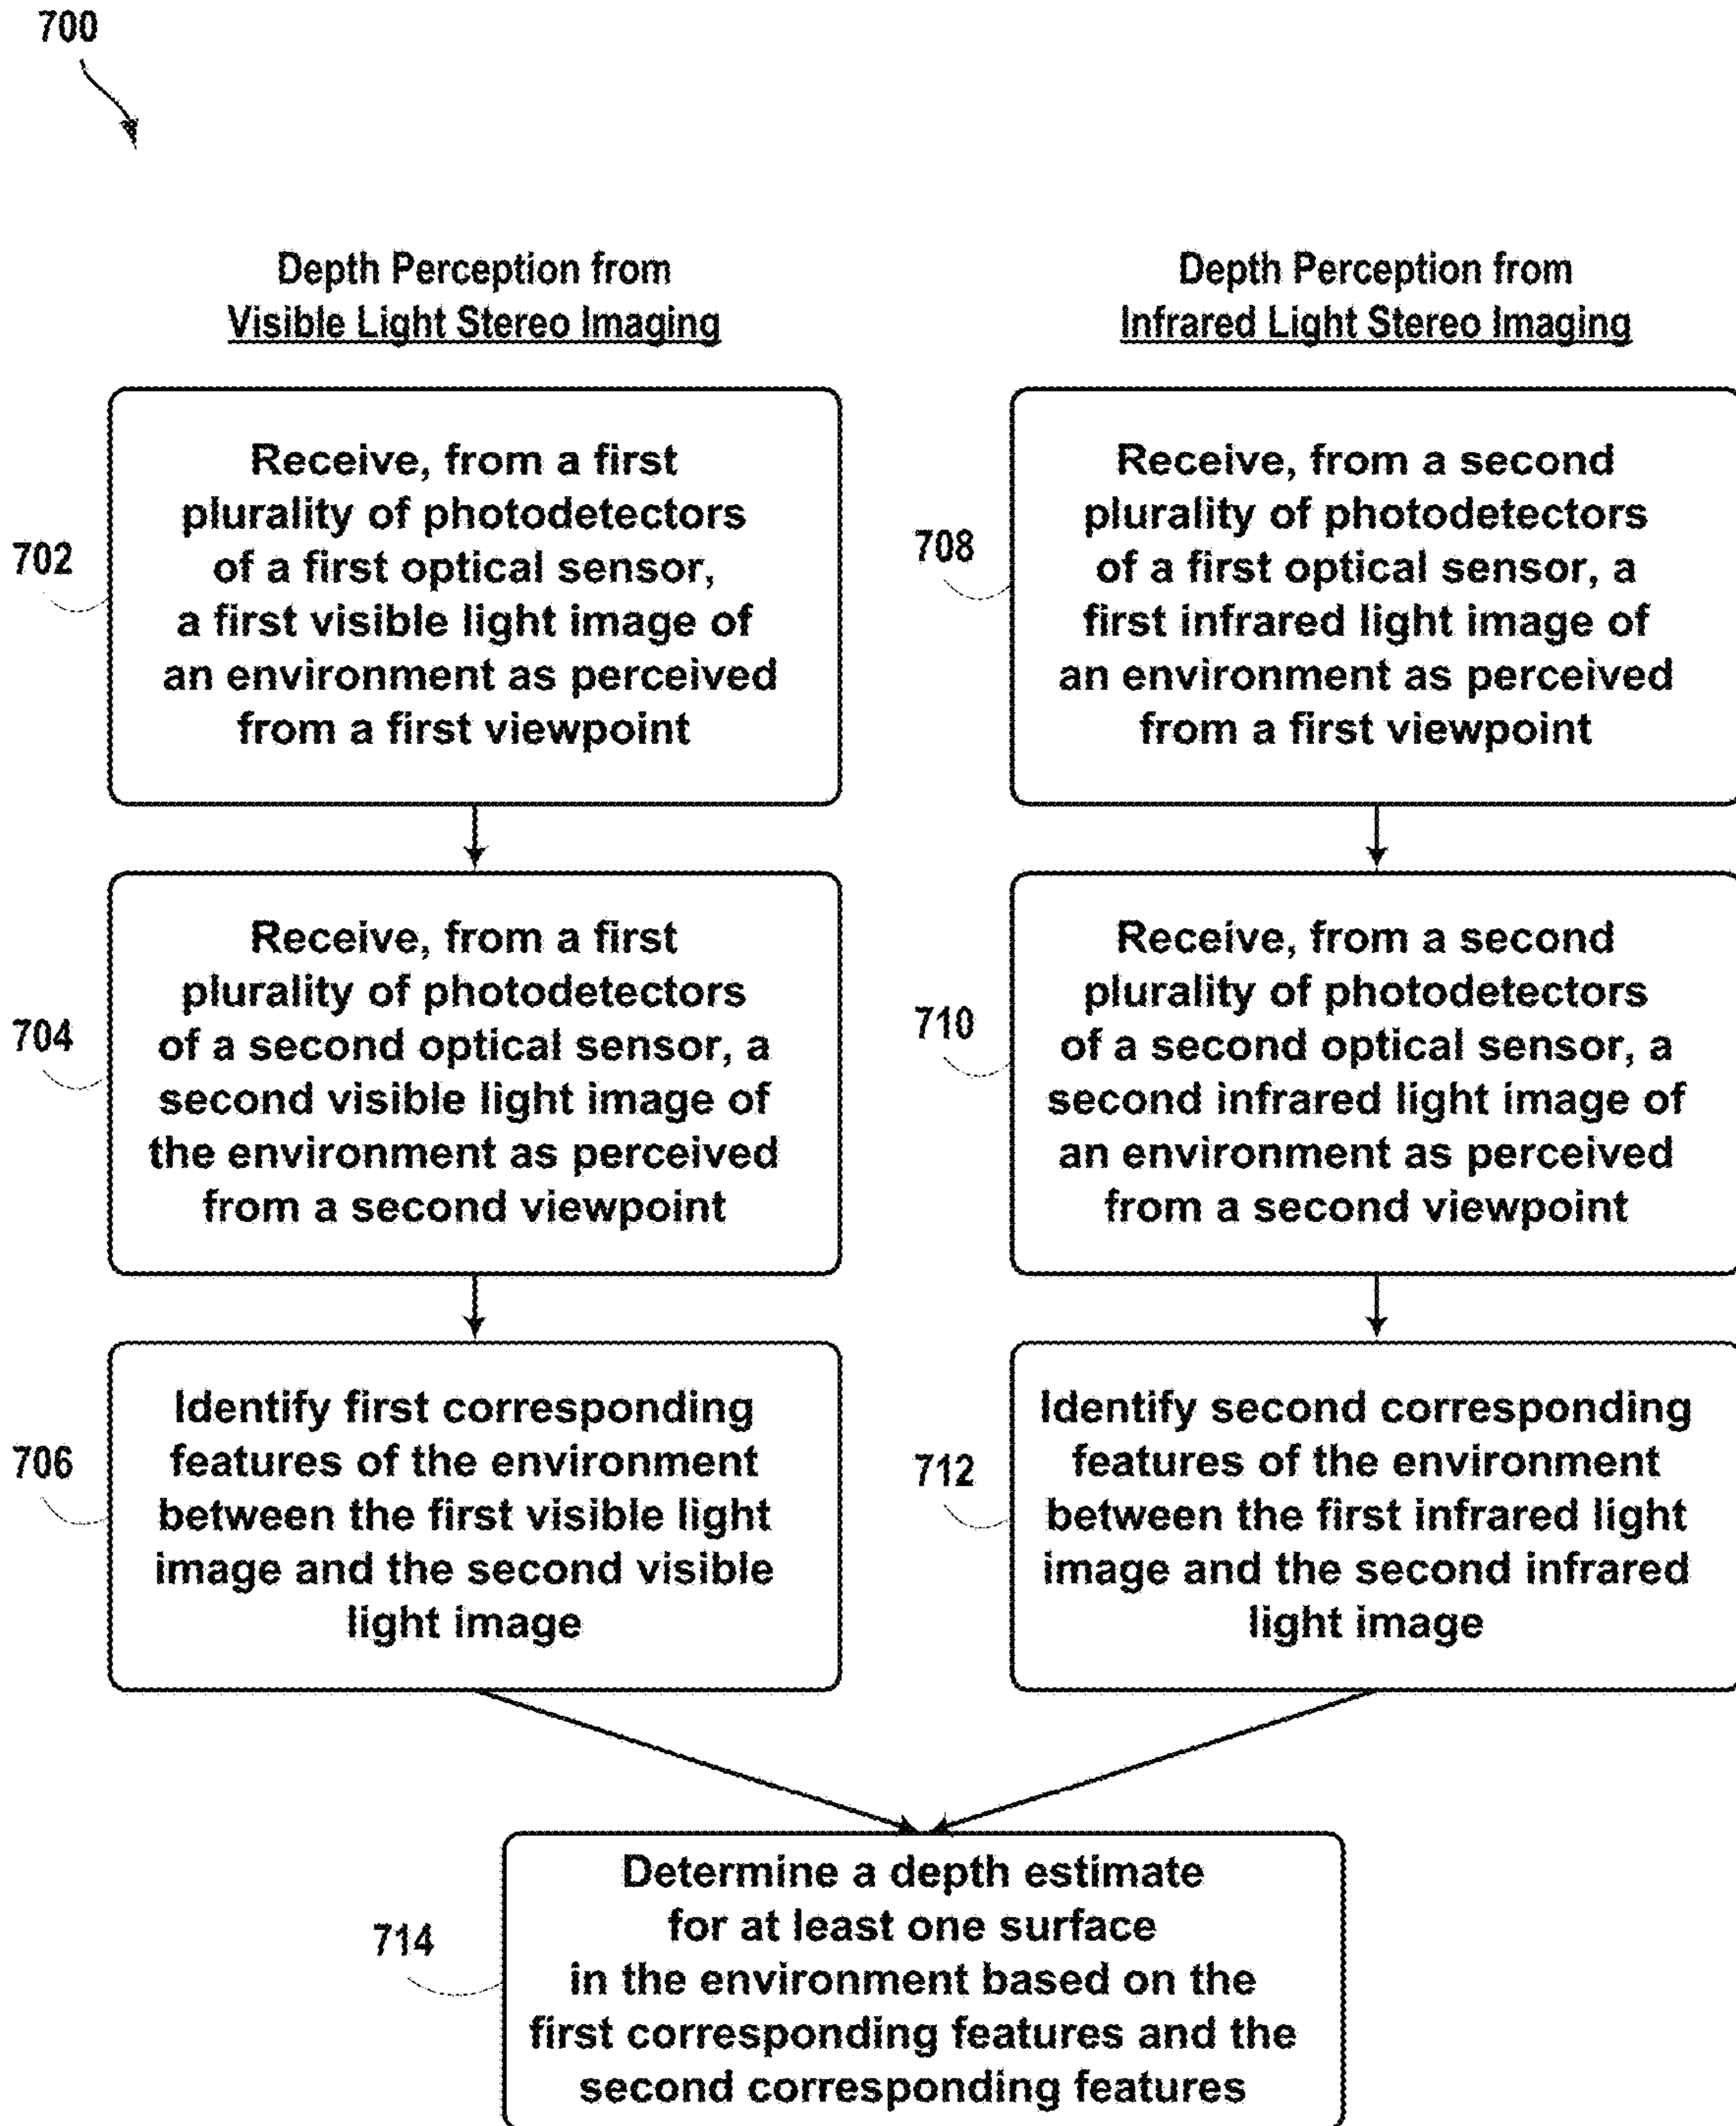 700
Depth Perception from
Visible Light Stereo Imaging
702
Receive, from a first
plurality of photodetectors
of a first optical sensor,
a first visible light image of
an environment as perceived
from a first viewpoint
704
Receive, from a first
plurality of photodetectors
of a second optical sensor, a
second visible light image of
the environment as perceived
from a second viewpoint
706
Identify first corresponding
features of the environment
between the first visible light
image and the second visible
light image
Depth Perception from
Infrared Light Stereo Imaging
708
Receive, from a second
plurality of photodetectors
of a first optical sensor, a
first infrared light image of
an environment as perceived
from a first viewpoint
710
Receive, from a second
plurality of photodetectors
of a second optical sensor, a
second infrared light image of
an environment as perceived
from a second viewpoint
712
Identify second corresponding
features of the environment
between the first infrared light
image and the second infrared
light image
714
Determine a depth estimate
for at least one surface
in the environment based on the
first corresponding features and the
second corresponding features